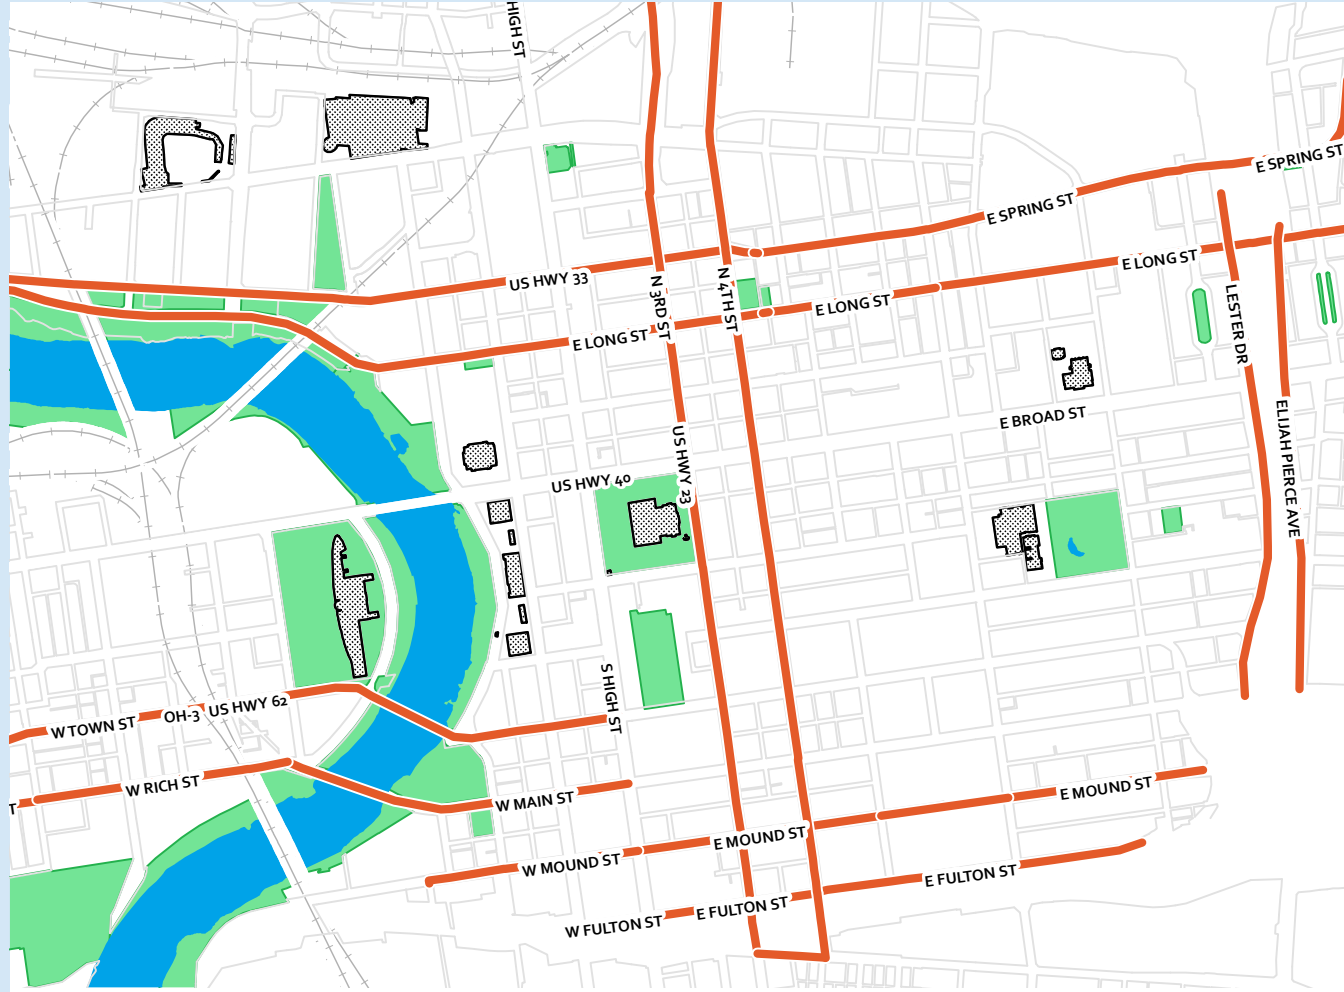 HIGH ST
E SPRING ST
E SPRING ST
E LONG ST
US HWY 33
N 3RD ST
N 4TH ST
E LONG ST
E LONG ST
LESTER DR
E BROAD ST
ELIJAH PIERCE AVE
US HWY 23
US HWY 40
S HIGH ST
US HWY 62
OH-3
W TOWN ST
W RICH ST
T
W MAIN ST
E MOUND ST
E MOUND ST
W MOUND ST
E FULTON ST
E FULTON ST
W FULTON ST